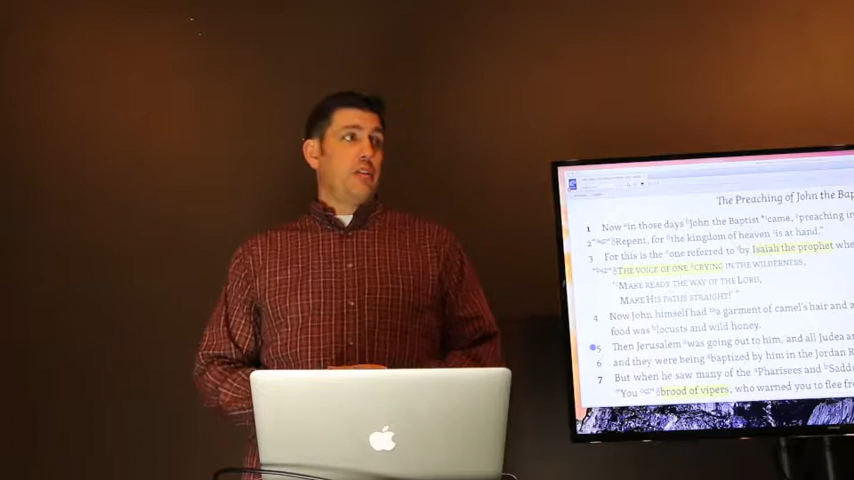 The Preaching of John the Bap
1 Now in those days John the Baptist came, preaching in
2 "Repent, for the kingdom of heaven is at hand."
3 For this is the one referred to by Isaiah the prophet whe
"THE VOICE OF ONE CRYING IN THE WILDERNESS,
'MAKE READY THE WAY OF THE LORD,
MAKE HIS PATHS STRAIGHT!'"
4 Now John himself had a garment of camel's hair and a
food was locusts and wild honey.
5 Then Jerusalem was going out to him, and all Judea a
6 and they were being baptized by him in the Jordan R
7 But when he saw many of the Pharisees and Sadd
"You brood of vipers, who warned you to flee fr